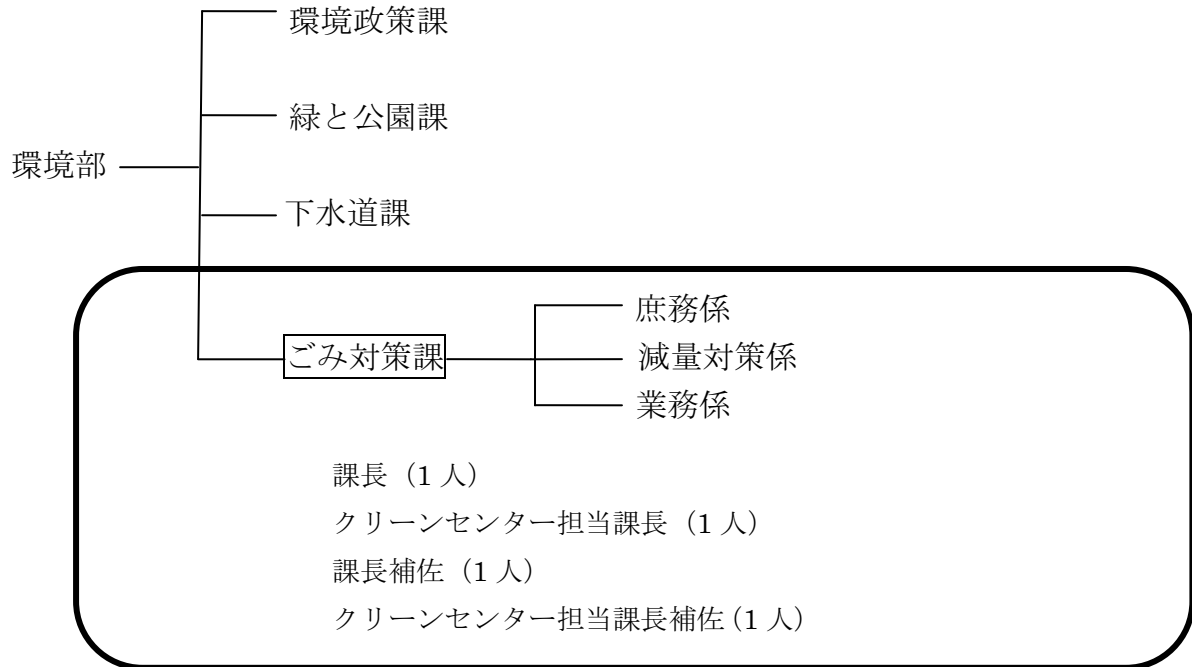 環境政策課
緑と公園課
環境部
下水道課
庶務係
ごみ対策課
減量対策係
業務係
課長（1 人）
クリーンセンター担当課長（1 人）
課長補佐（1 人）
クリーンセンター担当課長補佐（1 人）